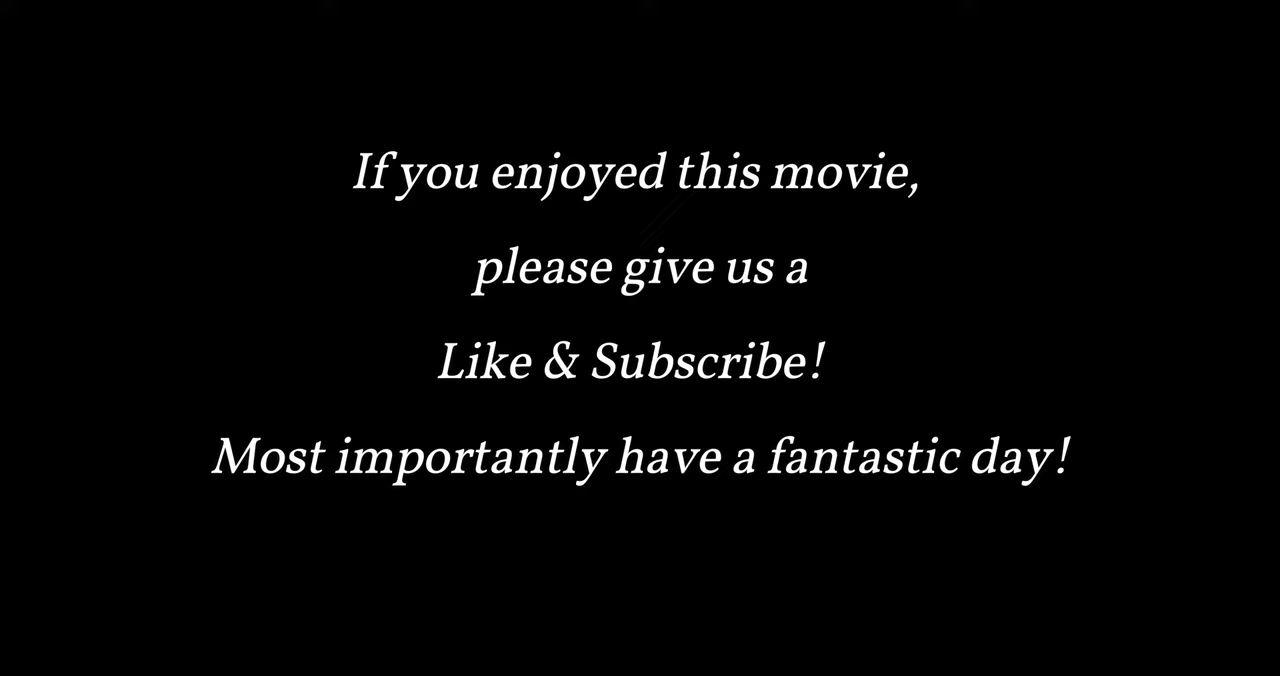 If you enjoyed this movie,
please give us a
Like & Subscribe!
Most importantly have a fantastic day!